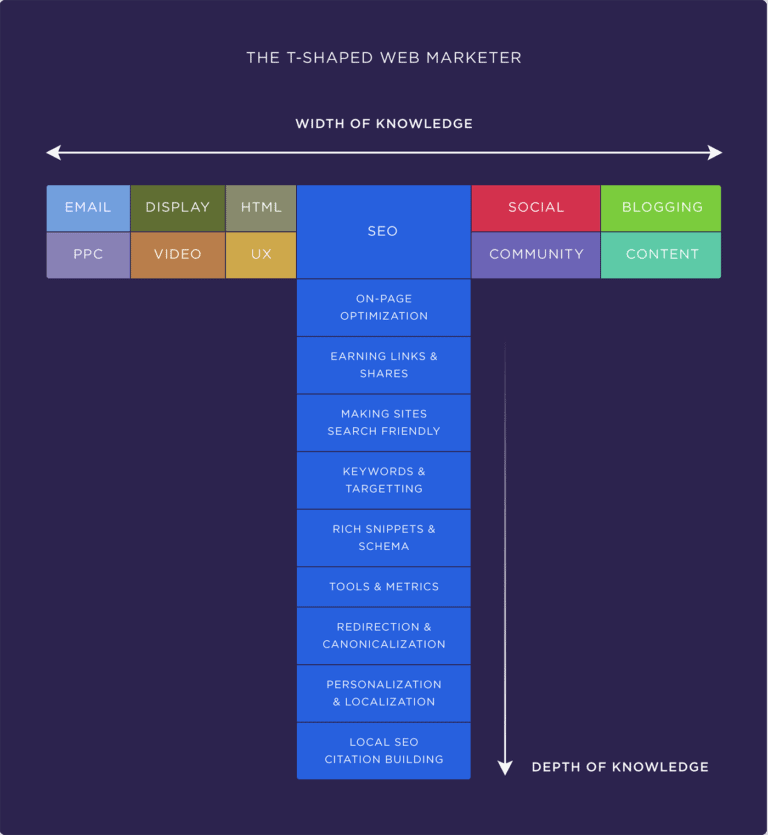 THE T-SHAPED WEB MARKETER
WIDTH OF KNOWLEDGE
EMAIL
DISPLAY
HTML
SEO
SOCIAL
BLOGGING
PPC
VIDEO
UX
COMMUNITY
CONTENT
ON-PAGE
OPTIMIZATION
EARNING LINKS &
SHARES
MAKING SITES
SEARCH FRIENDLY
KEYWORDS &
TARGETTING
RICH SNIPPETS &
SCHEMA
TOOLS & METRICS
REDIRECTION &
CANONICALIZATION
PERSONALIZATION
& LOCALIZATION
LOCAL SEO
CITATION BUILDING
DEPTH OF KNOWLEDGE